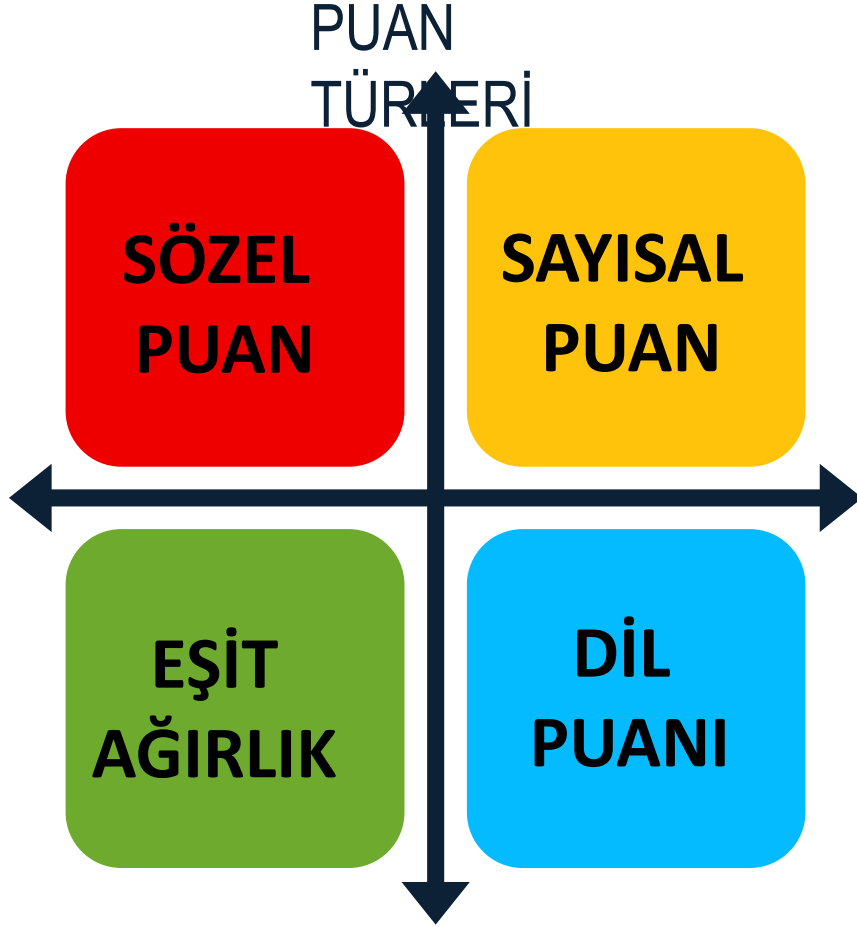 PUAN
TÜRLERİ
SÖZEL
PUAN
SAYISAL
PUAN
EŞİT
AĞIRLIK
DİL
PUANI